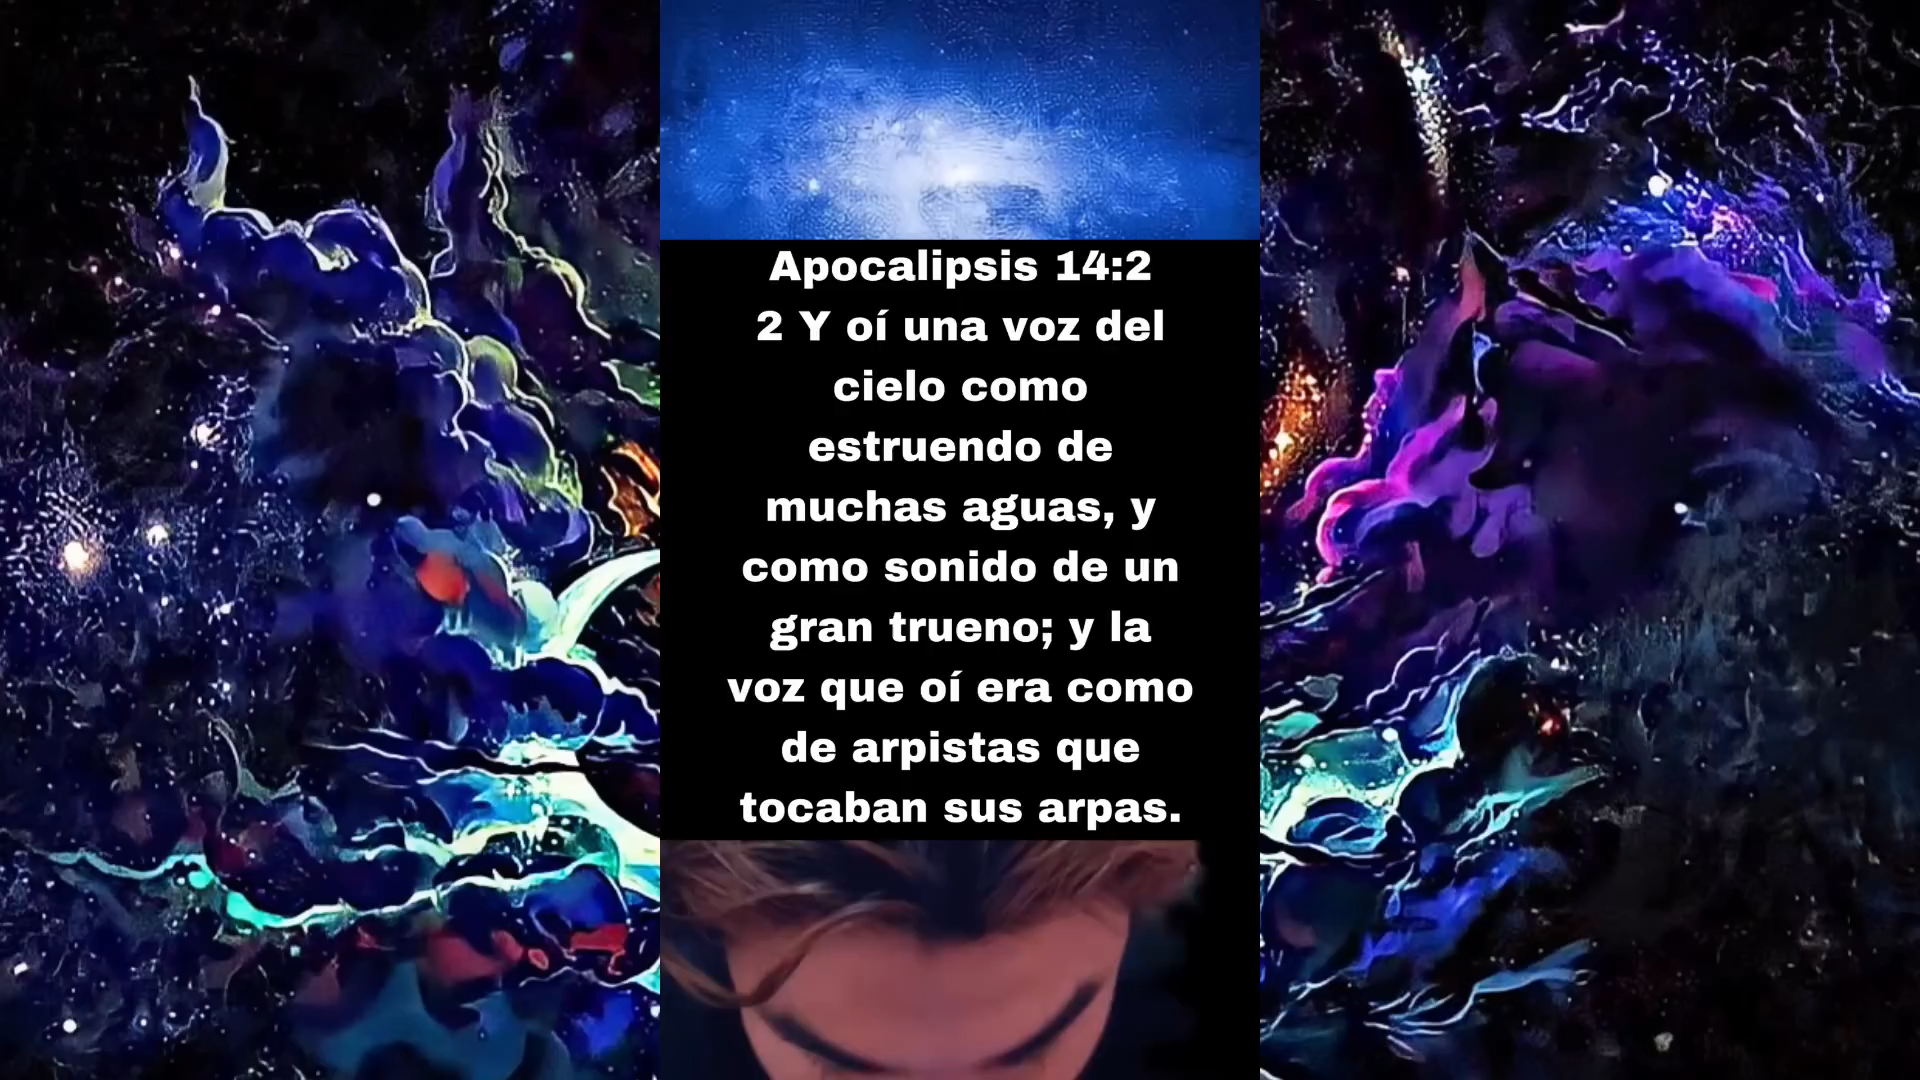 Apocalipsis 14:2
2 Y oí una voz del
cielo como
estruendo de
muchas aguas, y
como sonido de un
gran trueno; y la
voz que oí era como
de arpistas que
tocaban sus arpas.